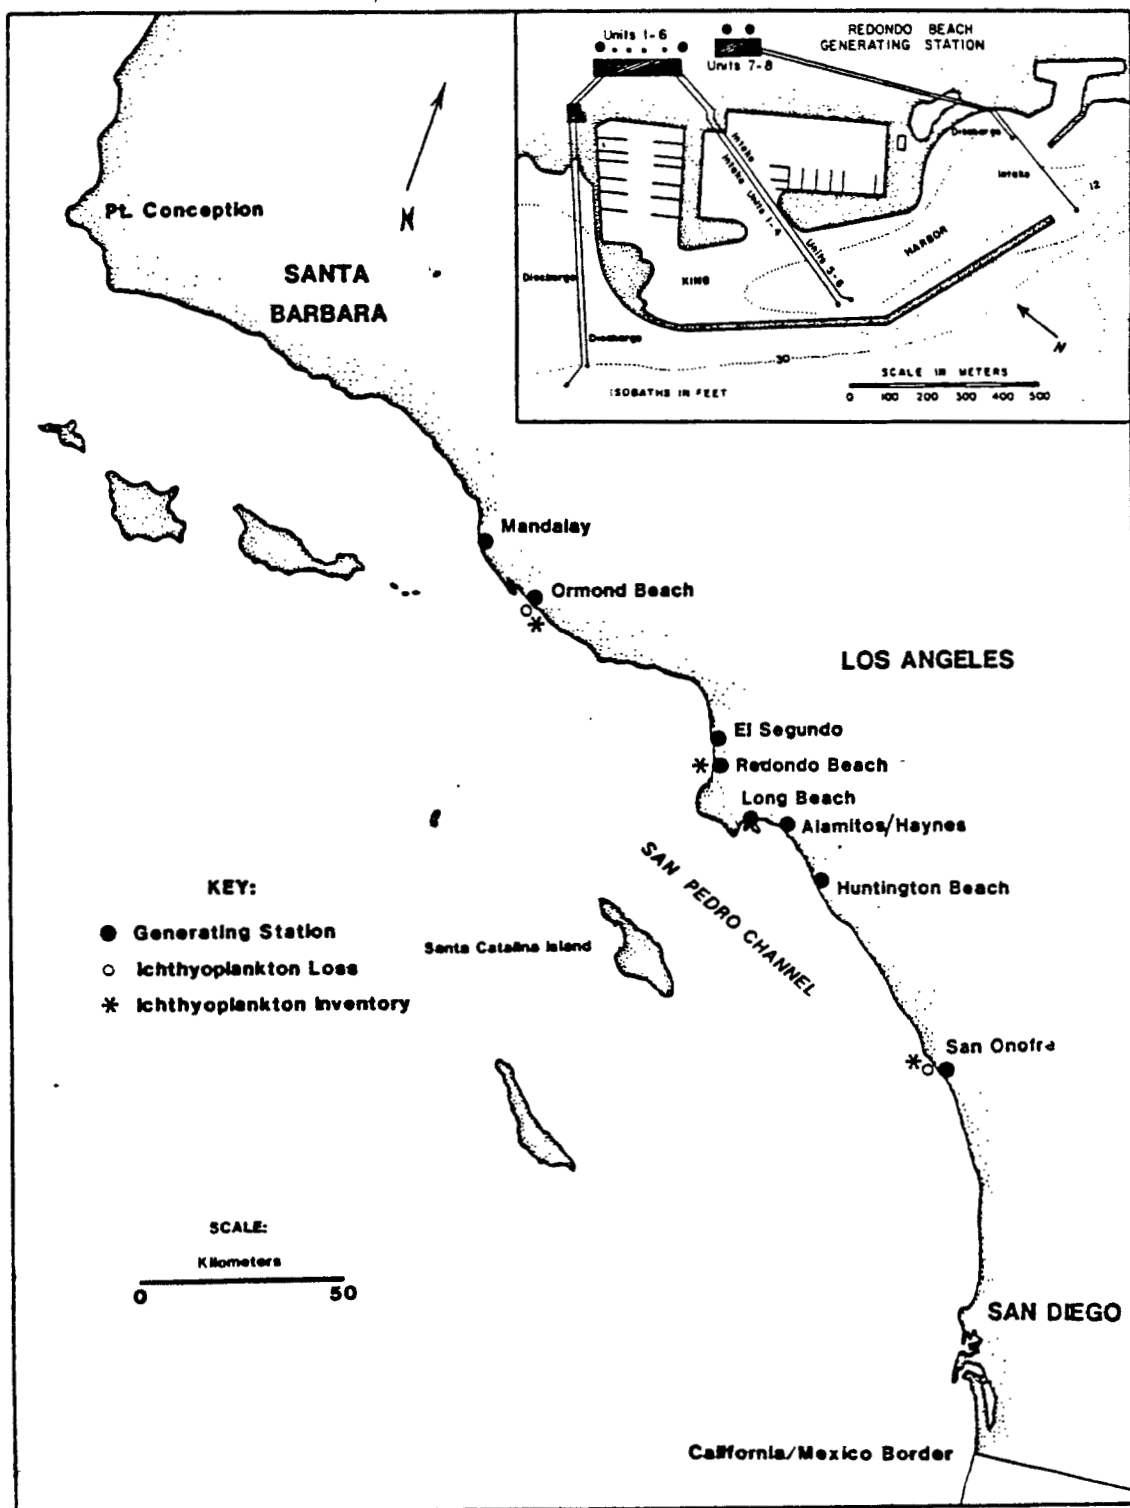 Units 1-6
REDONDO BEACH
GENERATING STATION
Units 7-8
Discharge
Intake
Intake
Intake Units 1-4
Units 5-6
Discharge
Discharge
KING
HARBOR
12
30
N
ISOBATHS IN FEET
SCALE IN METERS
0 100 200 300 400 500
N
Pt. Conception
SANTA
BARBARA
Mandalay
Ormond Beach
LOS ANGELES
El Segundo
Redondo Beach
Long Beach
Alamitos/Haynes
Huntington Beach
SAN PEDRO CHANNEL
Santa Catalina Island
KEY:
Generating Station
Ichthyoplankton Loss
Ichthyoplankton Inventory
San Onofre
SCALE:
Kilometers
0 50
SAN DIEGO
California/Mexico Border